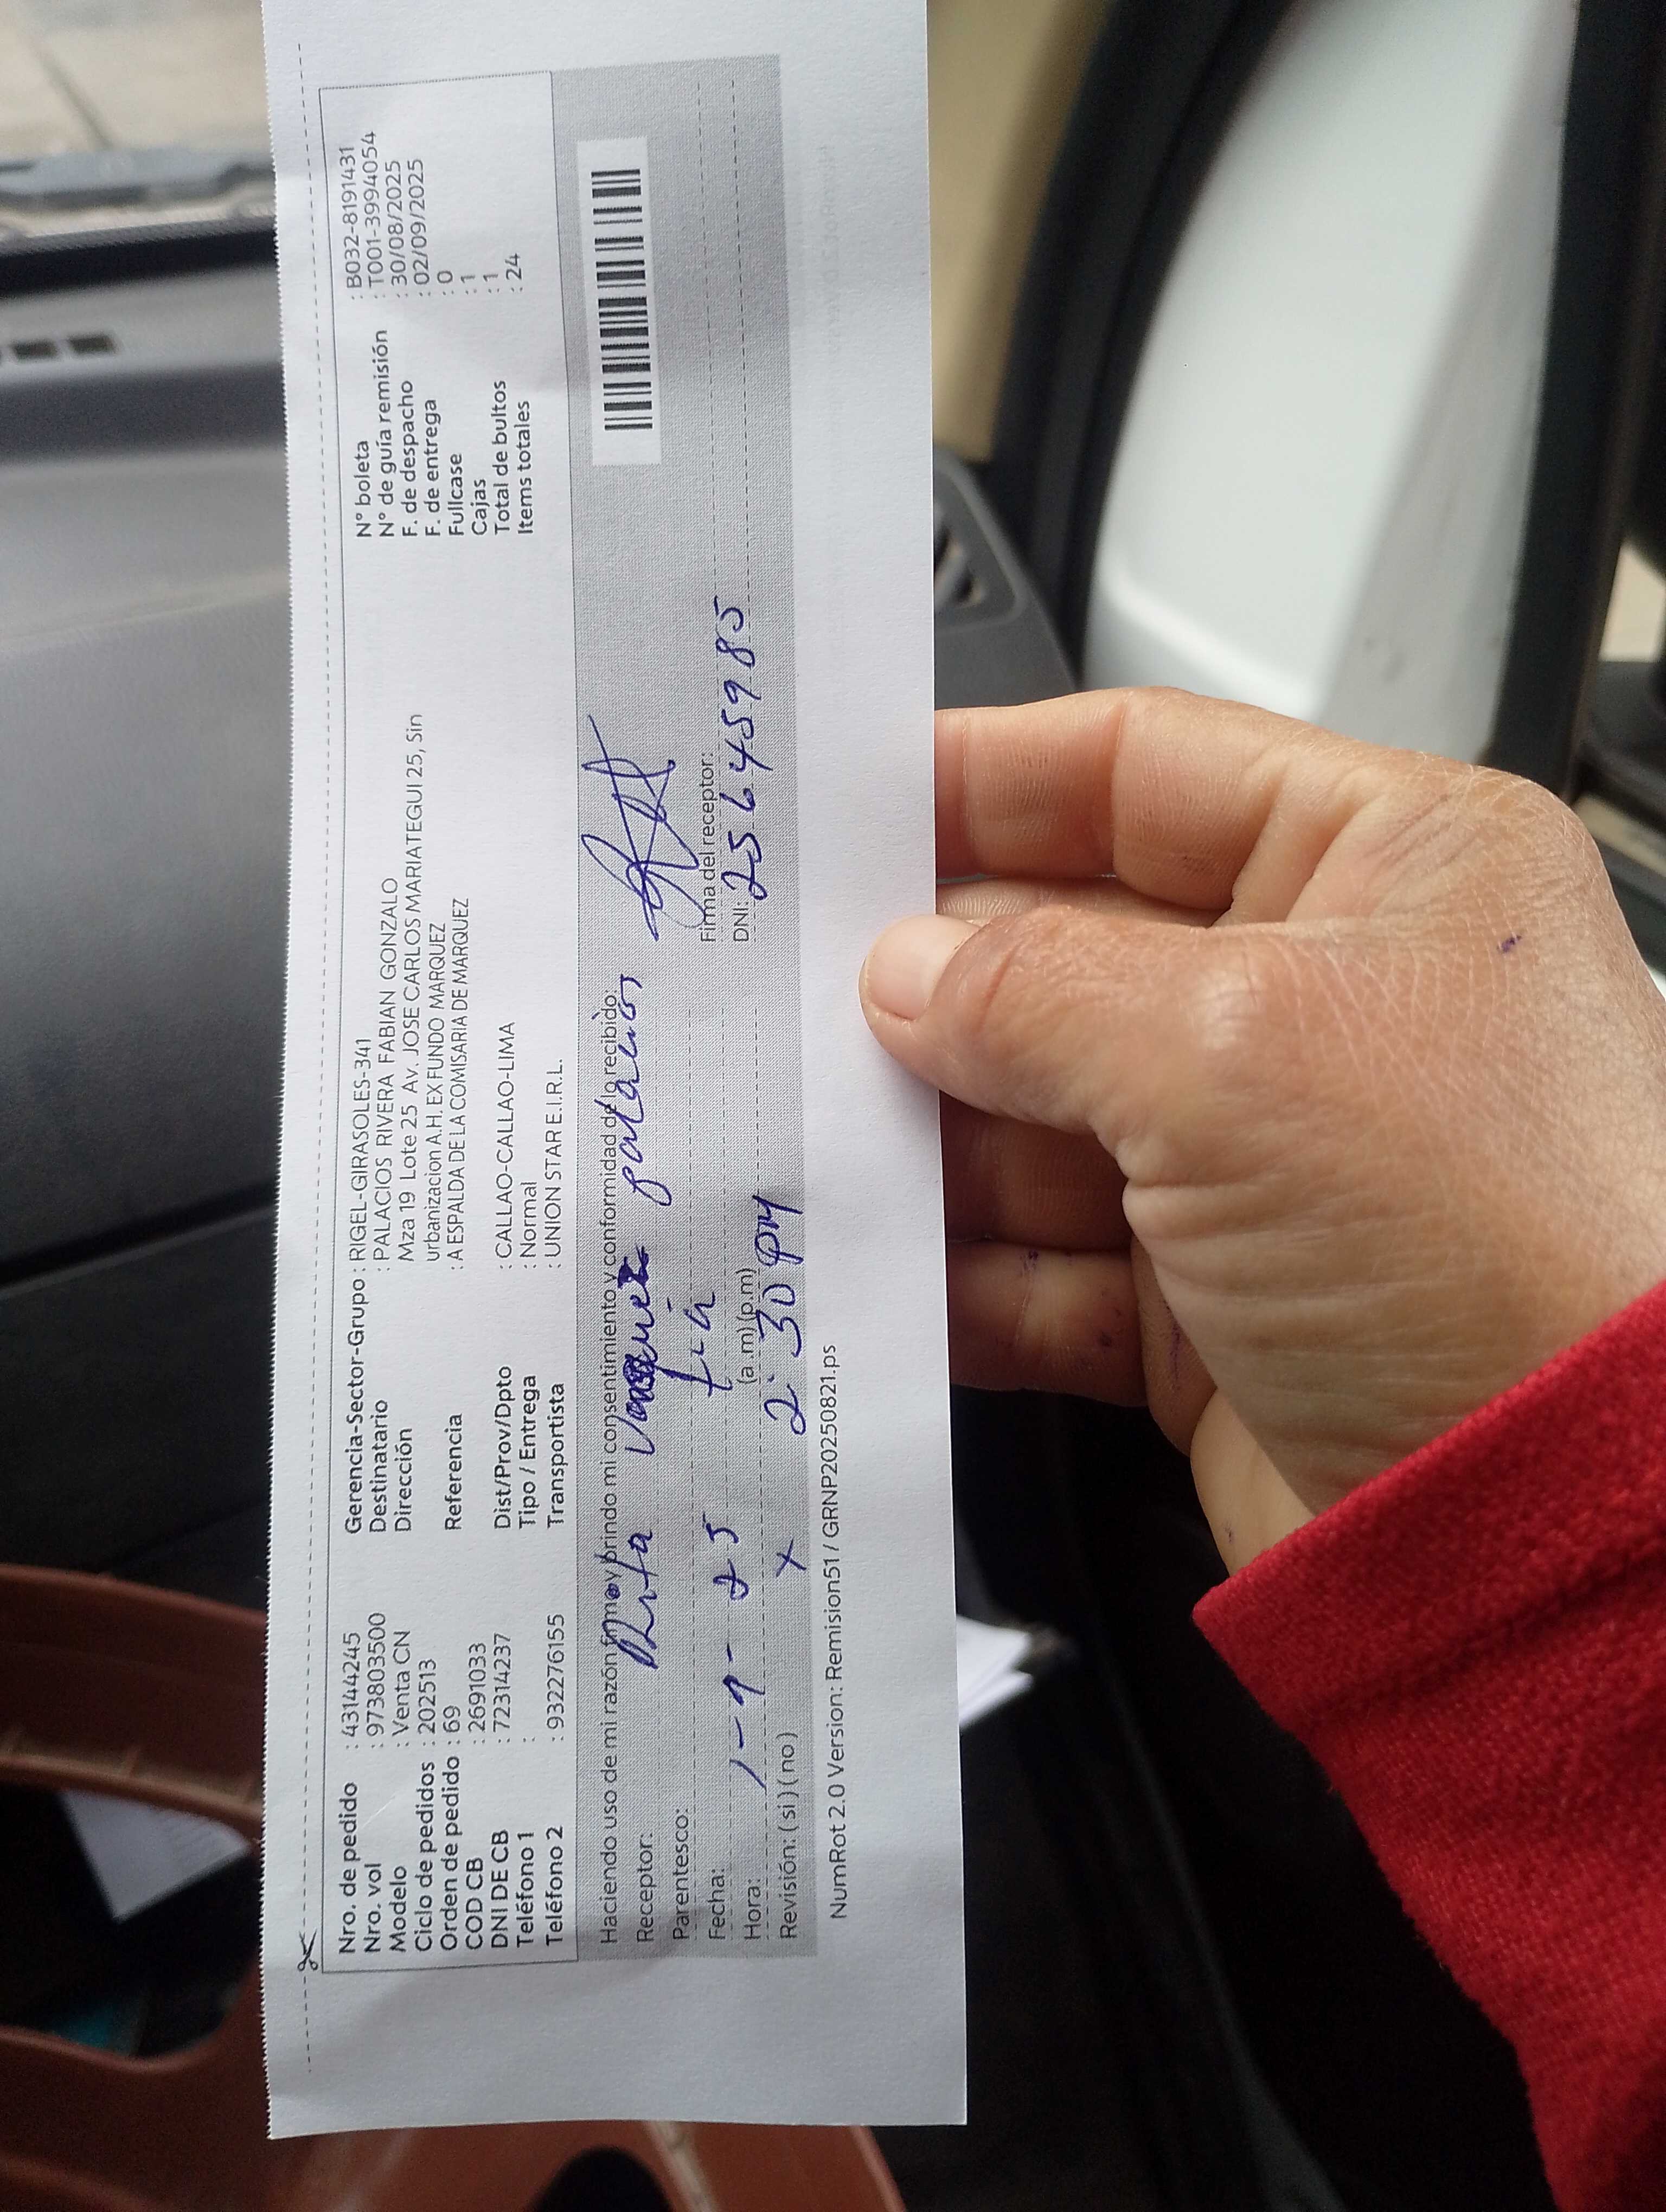 Nro. de pedido : 43144245
Nro. vol : 973803500
Modelo : Venta CN
Ciclo de pedidos : 202513
Orden de pedido : 69
COD CB : 2691033
DNI DE CB : 72314237
Teléfono 1 :
Teléfono 2 : 932276155
Gerencia-Sector-Grupo : RIGEL-GIRASOLES-341
Destinatario : PALACIOS RIVERA FABIAN GONZALO
Dirección Mza 19 Lote 25 Av. JOSE CARLOS MARIATEGUI 25, Sin
urbanizacion A.H. EX FUNDO MARQUEZ
Referencia : A ESPALDA DE LA COMISARIA DE MARQUEZ
Dist/Prov/Dpto : CALLAO-CALLAO-LIMA
Tipo / Entrega : Normal
Transportista : UNION STAR E.I.R.L.
N° boleta : B032-8191431
N° de guía remisión : T001-3994054
F. de despacho : 30/08/2025
F. de entrega : 02/09/2025
Fullcase : 0
Cajas : 1
Total de bultos : 1
Items totales : 24
Haciendo uso de mi razón firmo y brindo mi consentimiento y conformidad de lo recibido:
Receptor: palacios
Parentesco: tia
Fecha: 1-9-25
Hora: (a.m) (p.m) 2:30 pm
Revisión: ( si ) ( no ) x
Firma del receptor:
DNI: 25645985
NumRot 2.0 Version: Remision51 / GRNP20250821.ps